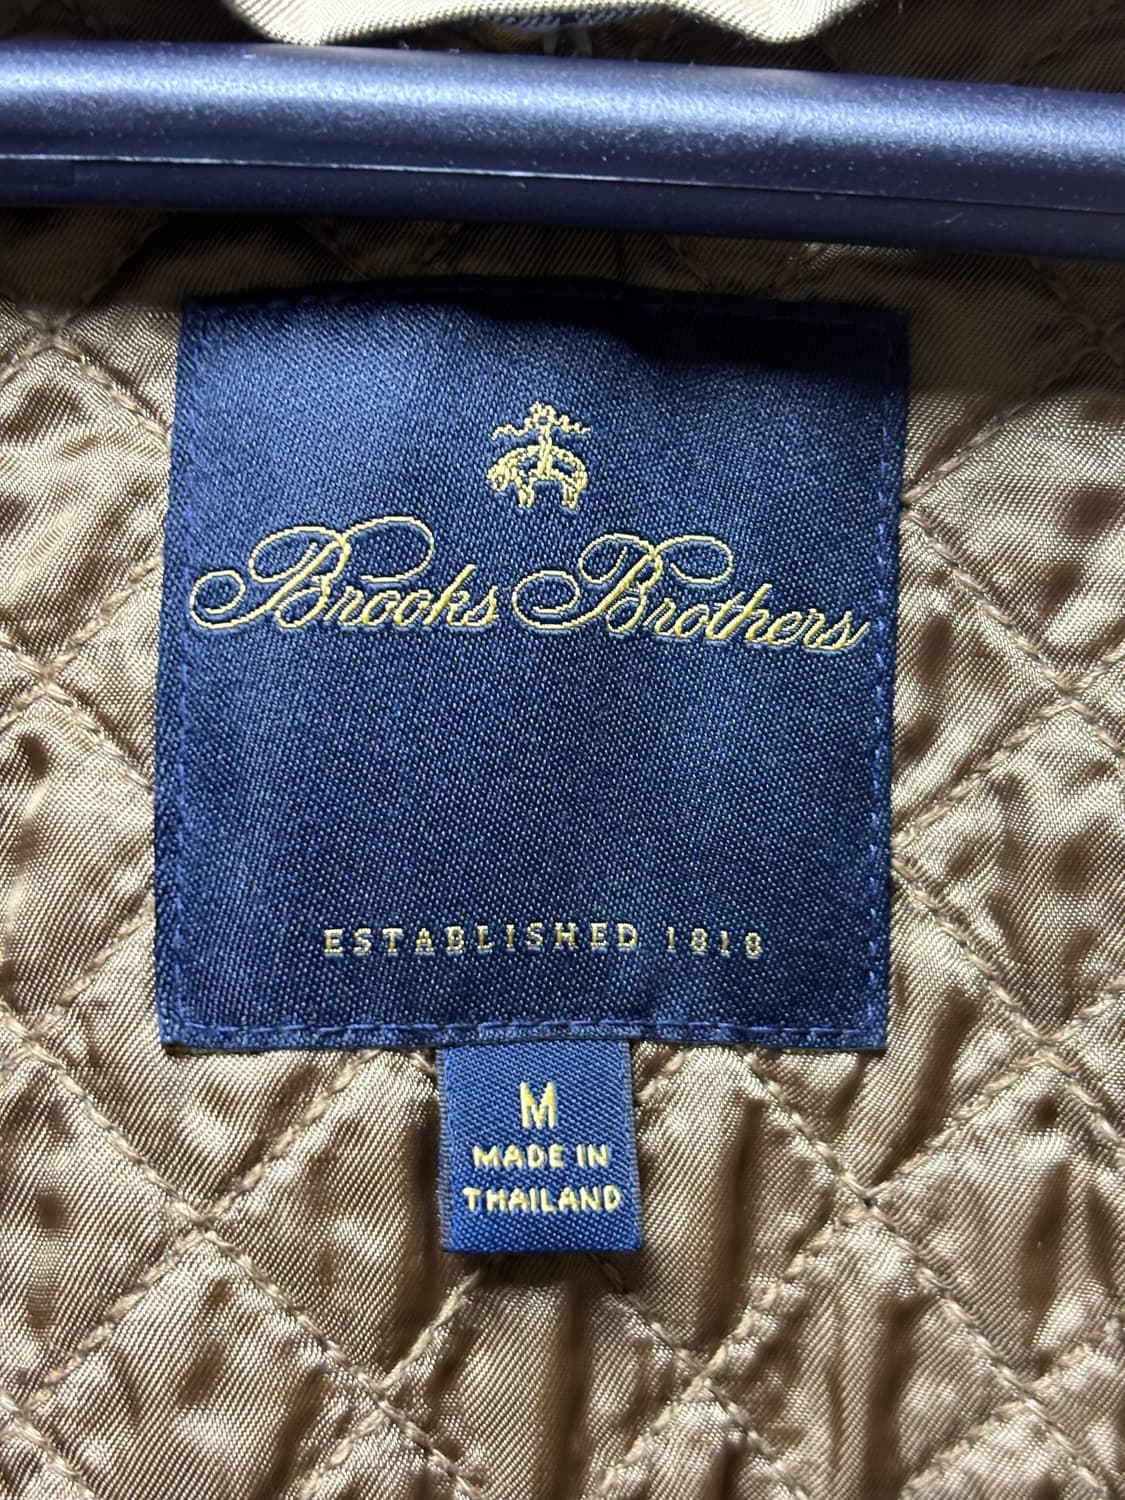 Brooks Brothers
ESTABLISHED 1818
M
MADE IN
THAILAND